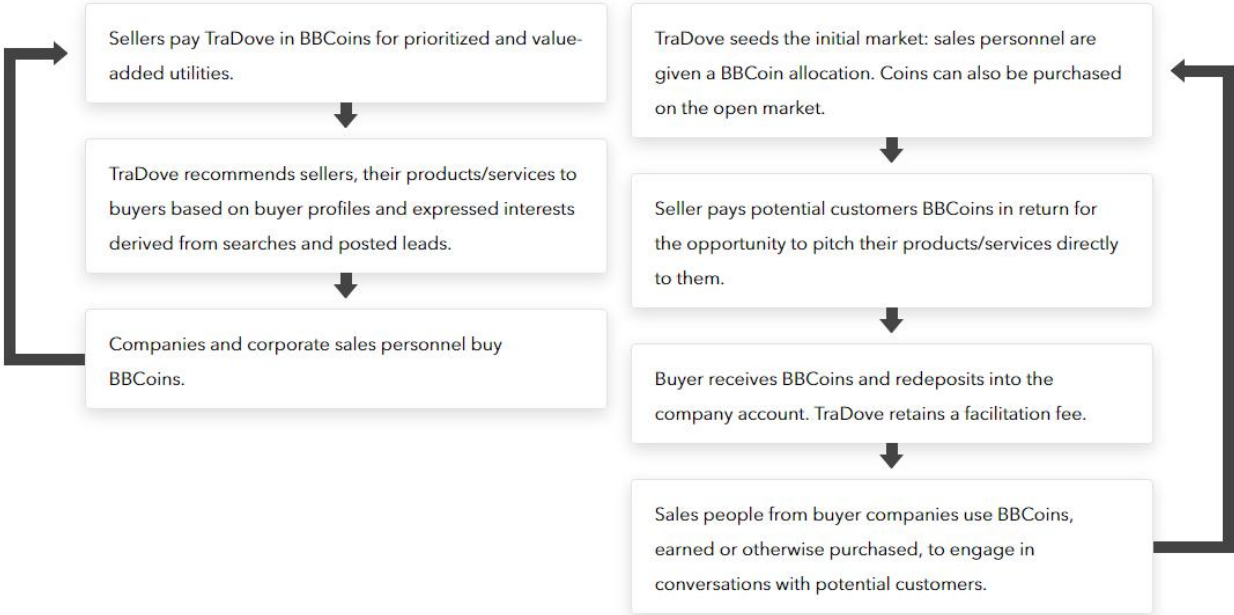 Sellers pay TraDove in BBCoins for prioritized and value-
added utilities.
TraDove recommends sellers, their products/services to
buyers based on buyer profiles and expressed interests
derived from searches and posted leads.
Companies and corporate sales personnel buy
BBCoins.
TraDove seeds the initial market: sales personnel are
given a BBCoin allocation. Coins can also be purchased
on the open market.
Seller pays potential customers BBCoins in return for
the opportunity to pitch their products/services directly
to them.
Buyer receives BBCoins and redeposits into the
company account. TraDove retains a facilitation fee.
Sales people from buyer companies use BBCoins,
earned or otherwise purchased, to engage in
conversations with potential customers.